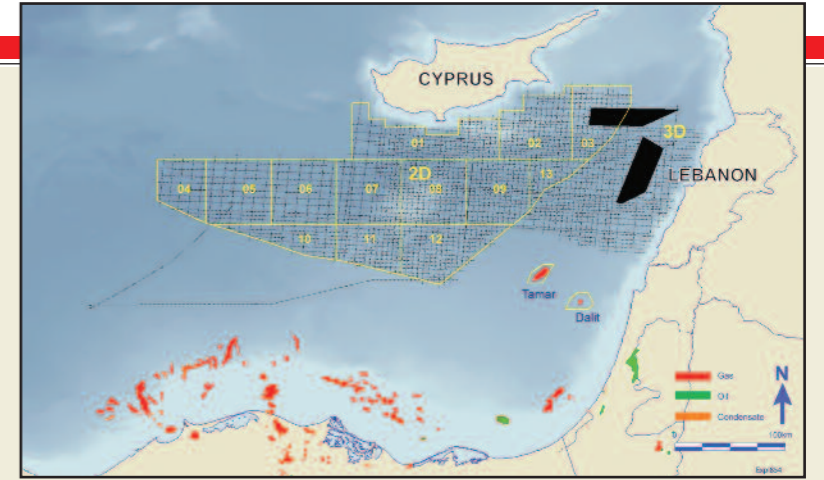 CYPRUS
01
02
03
3D
LEBANON
04
05
06
07
2D
08
09
13
10
11
12
Tamar
Dalit
Gas
Oil
Condensate
N
0
100km